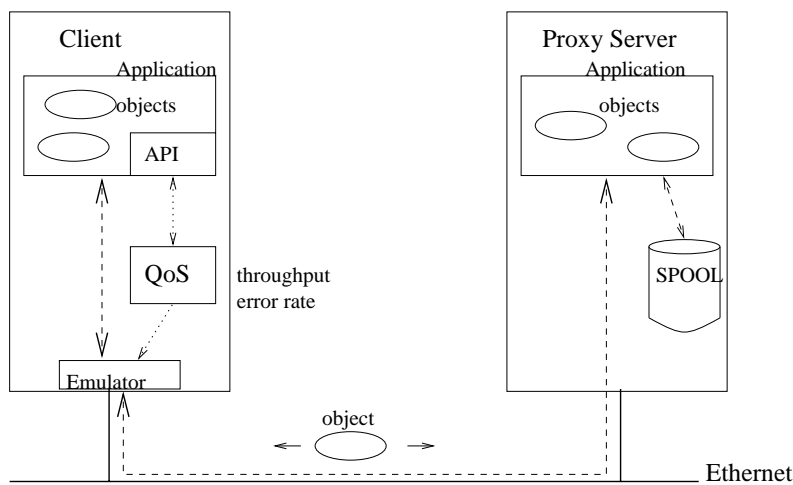 Client
Application
objects
API
QoS
throughput
error rate
Emulator
Proxy Server
Application
objects
SPOOL
object
Ethernet